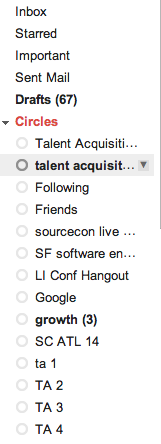 Inbox
Starred
Important
Sent Mail
Drafts (67)
Circles
Talent Acquisiti...
talent acquisit...
Following
Friends
sourcecon live ...
SF software en...
LI Conf Hangout
Google
growth (3)
SC ATL 14
ta 1
TA 2
TA 3
TA 4